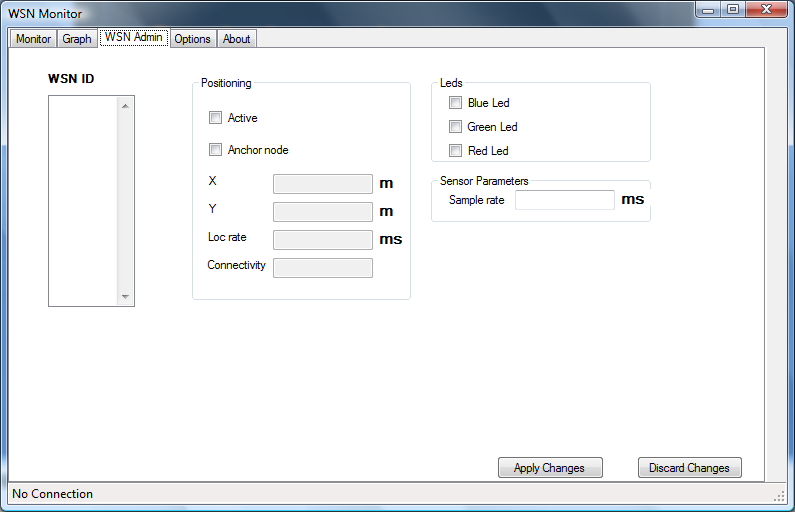 WSN Monitor
Monitor Graph WSN Admin Options About
WSN ID
Positioning
Active
Anchor node
X m
Y m
Loc rate ms
Connectivity
Leds
Blue Led
Green Led
Red Led
Sensor Parameters
Sample rate ms
Apply Changes Discard Changes
No Connection